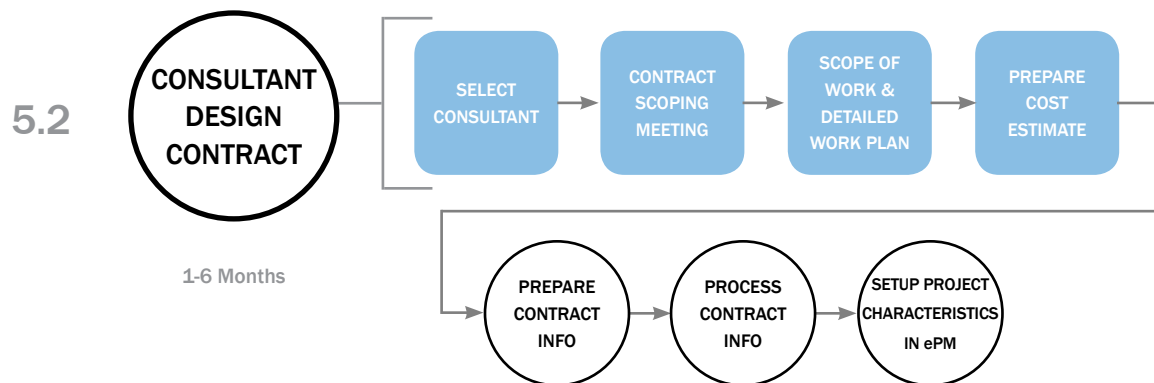 5.2
CONSULTANT
DESIGN
CONTRACT
1-6 Months
SELECT
CONSULTANT
CONTRACT
SCOPING
MEETING
SCOPE OF
WORK &
DETAILED
WORK PLAN
PREPARE
COST
ESTIMATE
PREPARE
CONTRACT
INFO
PROCESS
CONTRACT
INFO
SETUP PROJECT
CHARACTERISTICS
IN ePM